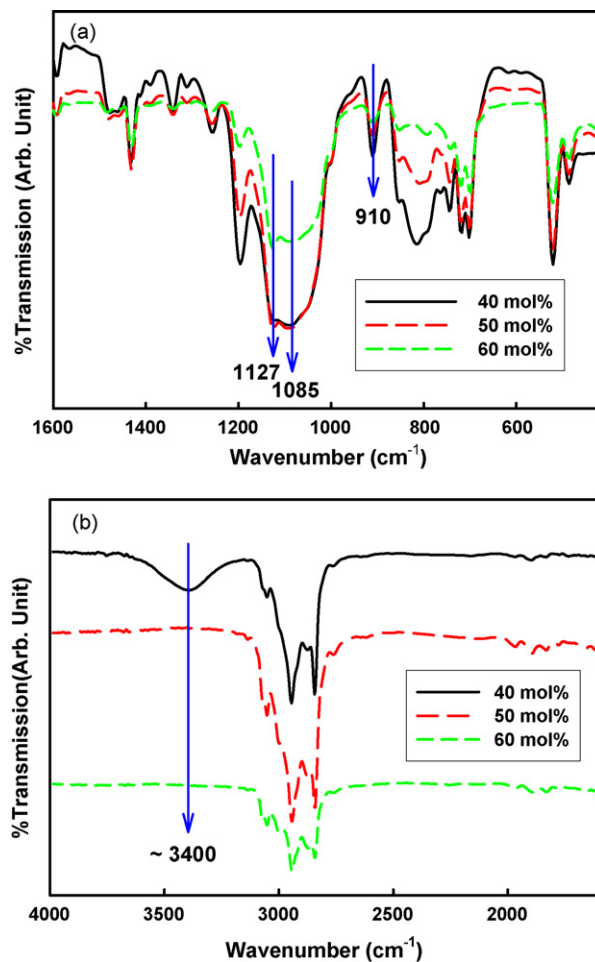 (a)
%Transmission (Arb. Unit)
910
1127
1085
40 mol%
50 mol%
60 mol%
1600 1400 1200 1000 800 600
Wavenumber (cm⁻¹)
(b)
%Transmission(Arb. Unit)
40 mol%
50 mol%
60 mol%
~ 3400
4000 3500 3000 2500 2000
Wavenumber (cm⁻¹)